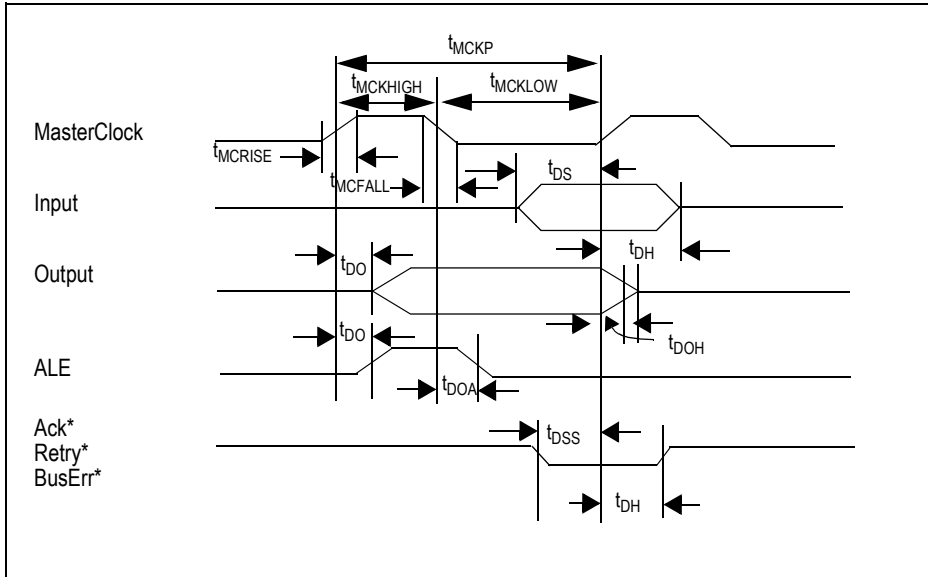 tMCKP
tMCKHIGH
tMCKLOW
MasterClock
tMCRISE
tMCFALL
tDS
Input
tDH
Output
tDO
tDOH
tDO
ALE
tDOA
Ack*
tDSS
Retry*
BusErr*
tDH